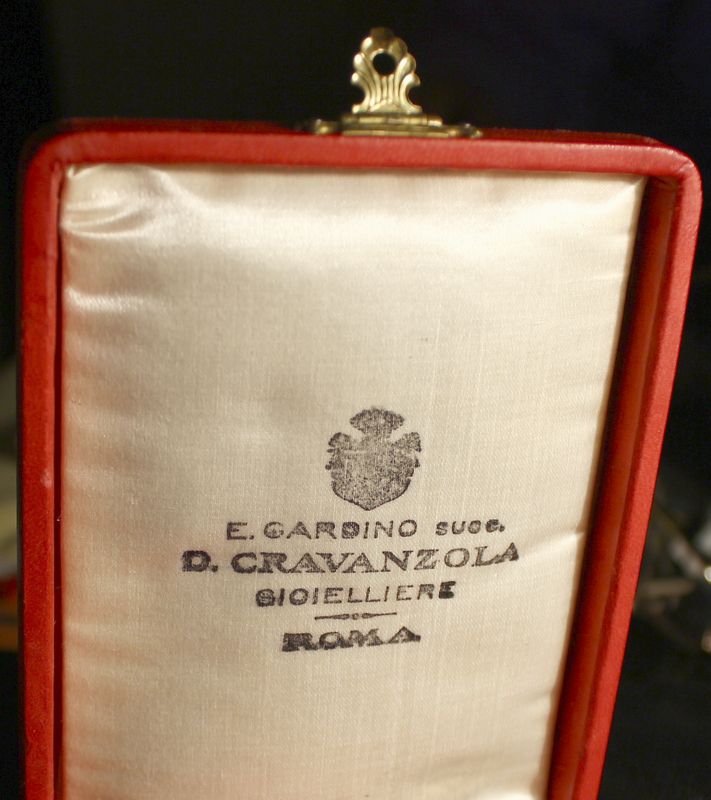 E. GARDINO SUCC.
D. CRAVANZOLA
GIOIELLIERE
ROMA